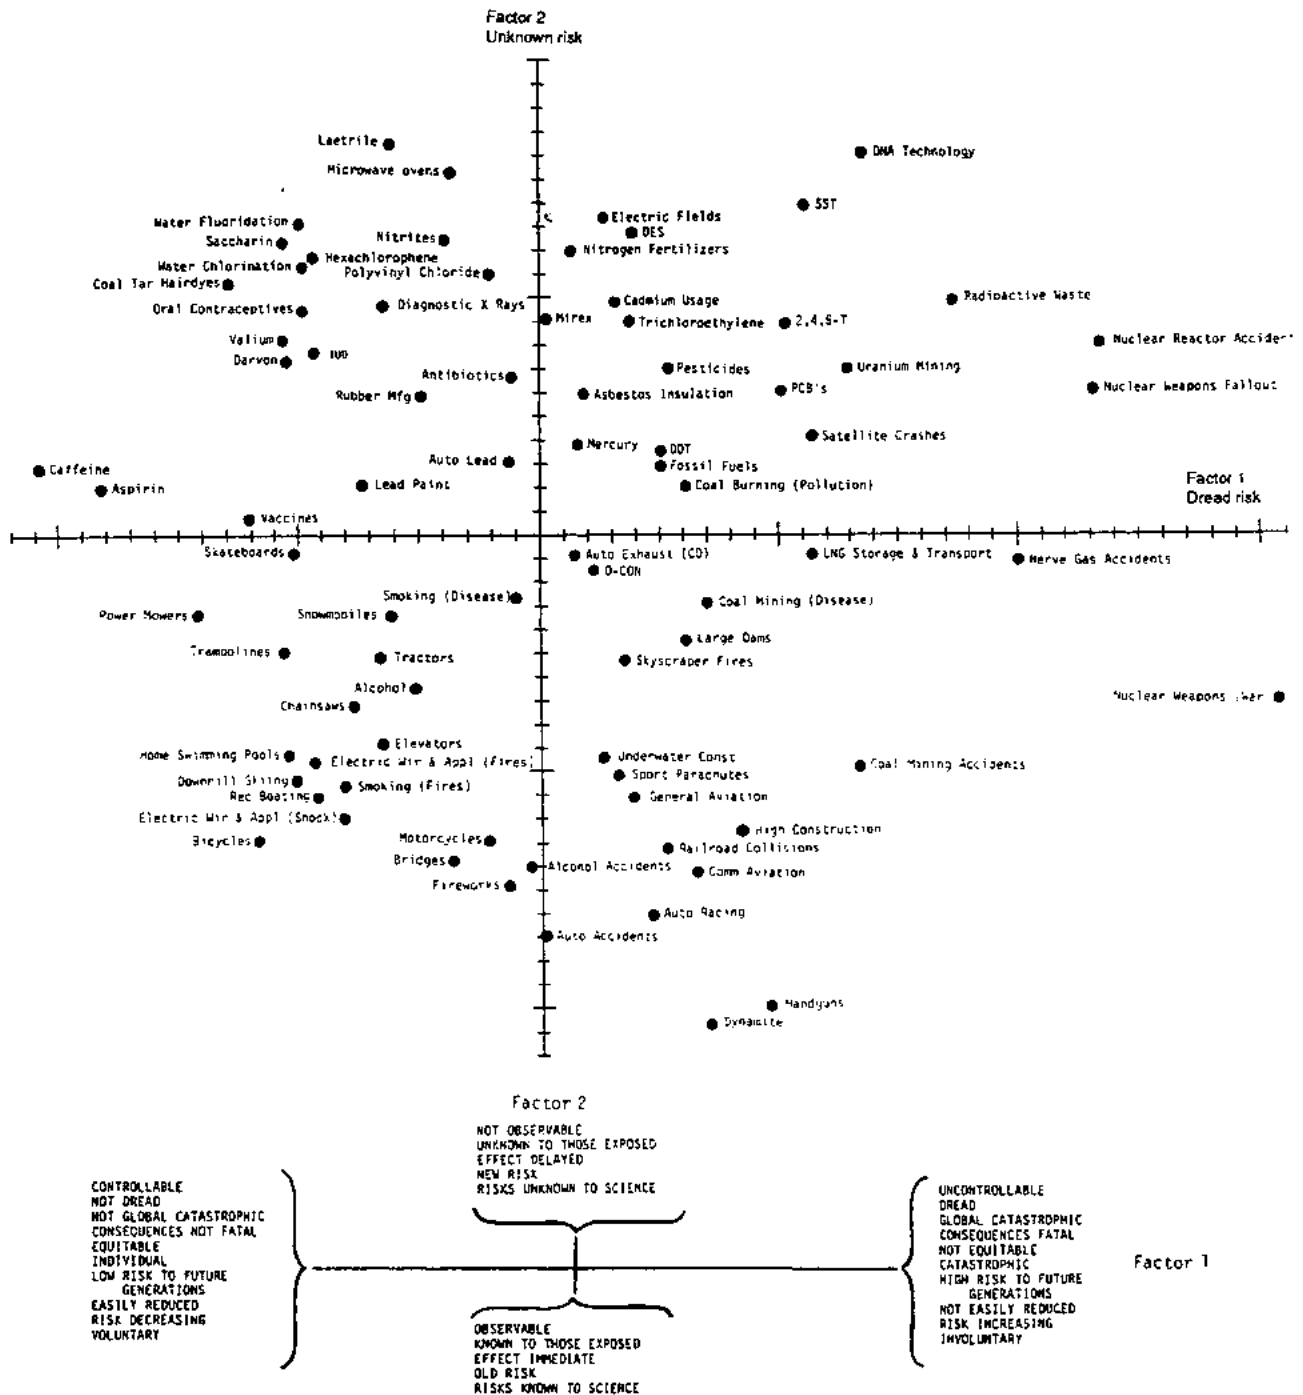 Factor 2
Unknown risk
Laetrile
DNA Technology
Microwave ovens
SST
Water Fluoridation
Electric Fields
DES
Saccharin
Nitrites
Nitrogen Fertilizers
Hexachlorophene
Water Chlorination
Polyvinyl Chloride
Coal Tar Hairdyes
Radioactive Waste
Cadmium Usage
Oral Contraceptives
Diagnostic X Rays
Mirex
Trichloroethylene
2,4,5-T
Valium
Nuclear Reactor Acciden
IUD
Darvon
Pesticides
Uranium Mining
Antibiotics
Nuclear Weapons Fallout
PCB's
Asbestos Insulation
Rubber Mfg
Satellite Crashes
Mercury
DDT
Auto Lead
Fossil Fuels
Caffeine
Aspirin
Lead Paint
Coal Burning (Pollution)
Factor 1
Dread risk
Vaccines
Skateboards
Auto Exhaust (CO)
LNG Storage & Transport
Nerve Gas Accidents
D-CON
Smoking (Disease)
Coal Mining (Disease)
Power Mowers
Snowmobiles
Large Dams
Trampolines
Tractors
Skyscraper Fires
Alcohol
Nuclear Weapons (War
Chainsaws
Elevators
Home Swimming Pools
Electric Wir & Appl (Fires)
Underwater Const
Coal Mining Accidents
Sport Parachutes
Downhill Skiing
Smoking (Fires)
Rec Boating
General Aviation
Electric Wir & Appl (Shock)
High Construction
Bicycles
Motorcycles
Railroad Collisions
Bridges
Alcohol Accidents
Comm Aviation
Fireworks
Auto Racing
Auto Accidents
Handguns
Dynamite
Factor 2
NOT OBSERVABLE
UNKNOWN TO THOSE EXPOSED
EFFECT DELAYED
NEW RISK
RISKS UNKNOWN TO SCIENCE
CONTROLLABLE
NOT DREAD
NOT GLOBAL CATASTROPHIC
CONSEQUENCES NOT FATAL
EQUITABLE
INDIVIDUAL
LOW RISK TO FUTURE
GENERATIONS
EASILY REDUCED
RISK DECREASING
VOLUNTARY
UNCONTROLLABLE
DREAD
GLOBAL CATASTROPHIC
CONSEQUENCES FATAL
NOT EQUITABLE
CATASTROPHIC
HIGH RISK TO FUTURE
GENERATIONS
NOT EASILY REDUCED
RISK INCREASING
INVOLUNTARY
Factor 1
OBSERVABLE
KNOWN TO THOSE EXPOSED
EFFECT IMMEDIATE
OLD RISK
RISKS KNOWN TO SCIENCE